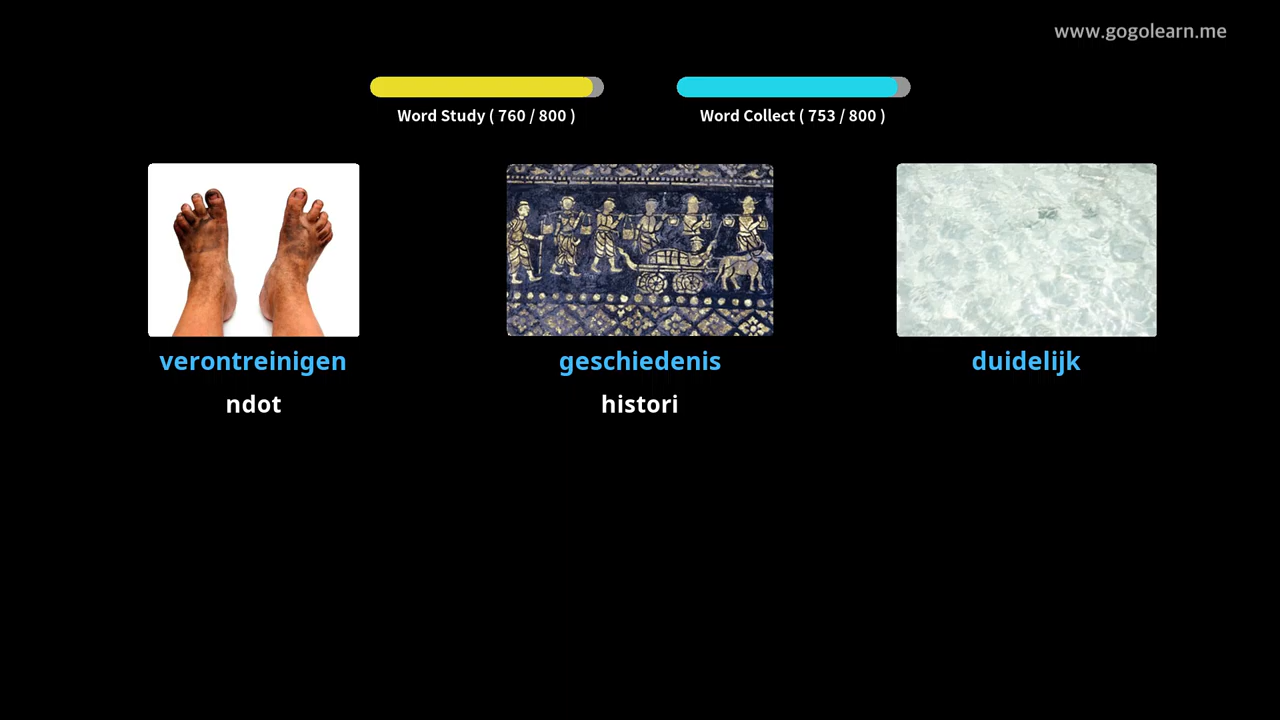 www.gogolearn.me
Word Study ( 760 / 800 )
Word Collect ( 753 / 800 )
verontreinigen
geschiedenis
duidelijk
ndot
histori